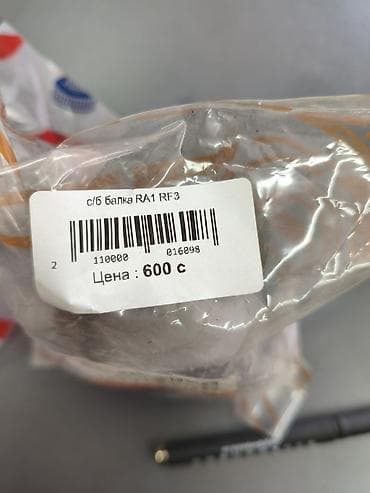 с/б балка RA1 RF3
2 110000 016098
Цена : 600 с